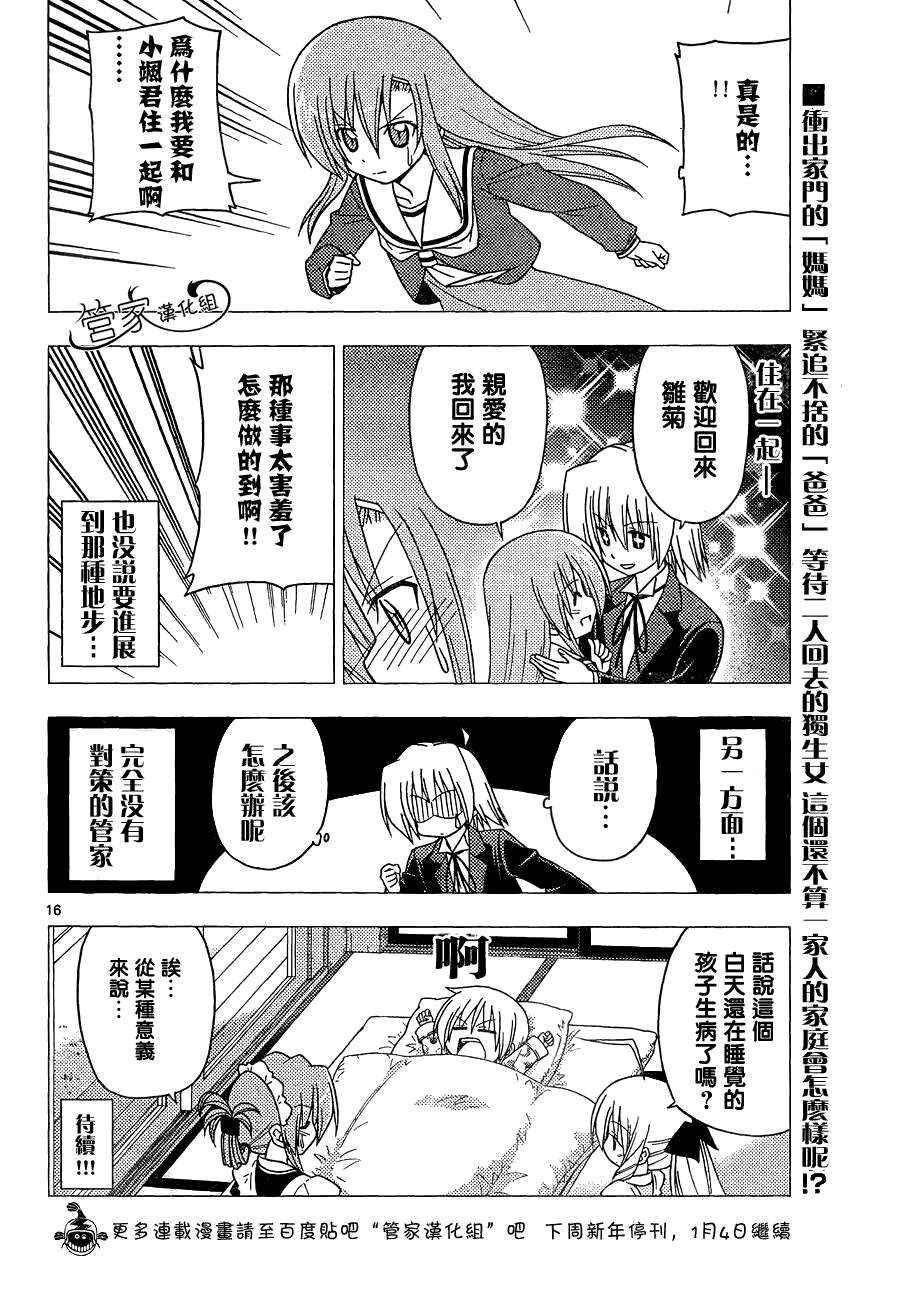 ■衝出家門的「媽媽」 緊追不捨的「爸爸」 等待二人回去的獨生女 這個還不算一家人的家庭曾怎麼樣呢!?
真是的…
!!
爲什麼我要和
小颯君住一起啊
……
管家漢化組
住在一起—
歡迎回來
雛菊
親愛的
我回來了
那種事太害羞了
怎麼做的到啊!!
也没説要進展
到那種地步…
另一方面…
話説…
之後該
怎麼辦呢
完全没有
對策的管家
16
話說這個
白天還在睡覺的
孩子生病了嗎？
啊
誒…
從某種意義
來說…
待續!!!
更多連載漫畫請至百度貼吧“管家漢化組”吧 下周新年停刊，1月4日繼續